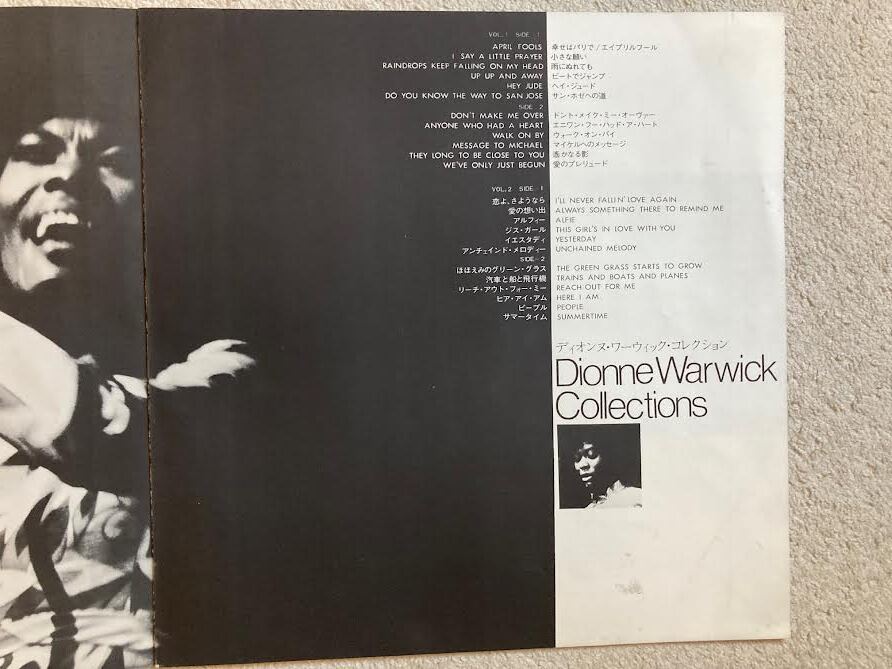 VOL. 1 SIDE - 1
APRIL FOOLS 幸せはパリで/エイプリルフール
I SAY A LITTLE PRAYER 小さな願い
RAINDROPS KEEP FALLING ON MY HEAD 雨にぬれても
UP UP AND AWAY ビートでジャンプ
HEY JUDE ヘイ・ジュード
DO YOU KNOW THE WAY TO SAN JOSE サン・ホセへの道
SIDE - 2
DON'T MAKE ME OVER ドント・メイク・ミー・オーヴァー
ANYONE WHO HAD A HEART エニワン・フー・ハッド・ア・ハート
WALK ON BY ウォーク・オン・バイ
MESSAGE TO MICHAEL マイケルへのメッセージ
THEY LONG TO BE CLOSE TO YOU 遙かなる影
WE'VE ONLY JUST BEGUN 愛のプレリュード
VOL. 2 SIDE - 1
恋よ、さようなら I'LL NEVER FALLIN' LOVE AGAIN
愛の想い出 ALWAYS SOMETHING THERE TO REMIND ME
アルフィー ALFIE
ジス・ガール THIS GIRL'S IN LOVE WITH YOU
イエスタディ YESTERDAY
アンチェインド・メロディー UNCHAINED MELODY
SIDE - 2
ほほえみのグリーン・グラス THE GREEN GRASS STARTS TO GROW
汽車と船と飛行機 TRAINS AND BOATS AND PLANES
リーチ・アウト・フォー・ミー REACH OUT FOR ME
ヒア・アイ・アム HERE I AM
ピープル PEOPLE
サマータイム SUMMERTIME
ディオンヌ・ワーウィック・コレクション
Dionne Warwick
Collections